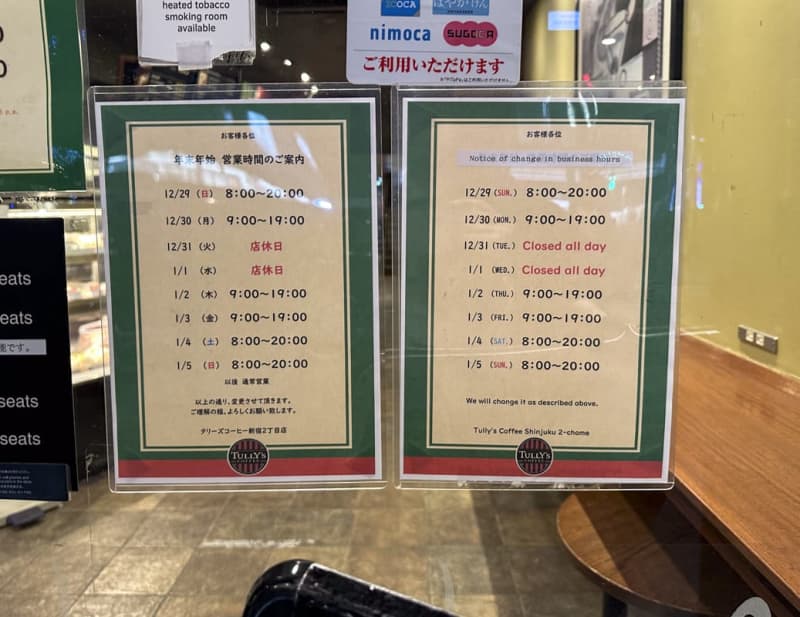 heated tobacco
smoking room
available
ICOCA
はやかけん
nimoca
SUGOCA
ご利用いただけます
お客様各位
年末年始 営業時間のご案内
12/29 (日) 8:00～20:00
12/30 (月) 9:00～19:00
12/31 (火) 店休日
1/1 (水) 店休日
1/2 (木) 9:00～19:00
1/3 (金) 9:00～19:00
1/4 (土) 8:00～20:00
1/5 (日) 8:00～20:00
以後 通常営業
以上の通り、変更させて頂きます。
ご理解の程、よろしくお願い致します。
タリーズコーヒー新宿2丁目店
TULLY'S
COFFEE
お客様各位
Notice of change in business hours
12/29 (SUN.) 8:00～20:00
12/30 (MON.) 9:00～19:00
12/31 (TUE.) Closed all day
1/1 (WED.) Closed all day
1/2 (THU.) 9:00～19:00
1/3 (FRI.) 9:00～19:00
1/4 (SAT.) 8:00～20:00
1/5 (SUN.) 8:00～20:00
We will change it as described above.
Tully's Coffee Shinjuku 2-chome
TULLY'S
COFFEE
eats
eats
能です。
seats
seats